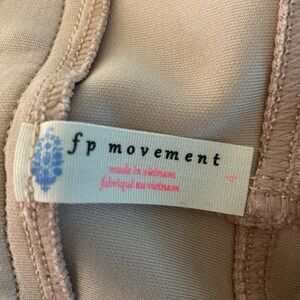 fp movement
made in vietnam
fabriqué au vietnam